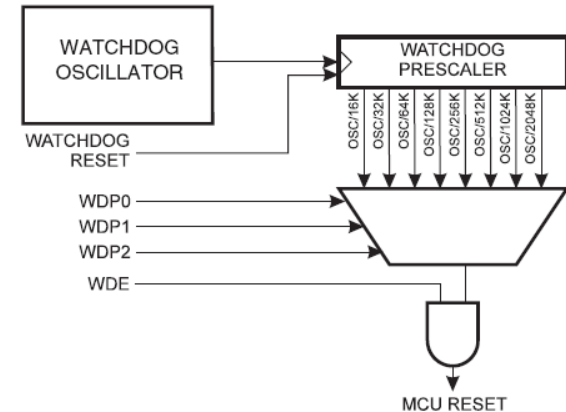 WATCHDOG
OSCILLATOR
WATCHDOG
PRESCALER
WATCHDOG
RESET
OSC/16K
OSC/32K
OSC/64K
OSC/128K
OSC/256K
OSC/512K
OSC/1024K
OSC/2048K
WDP0
WDP1
WDP2
WDE
MCU RESET